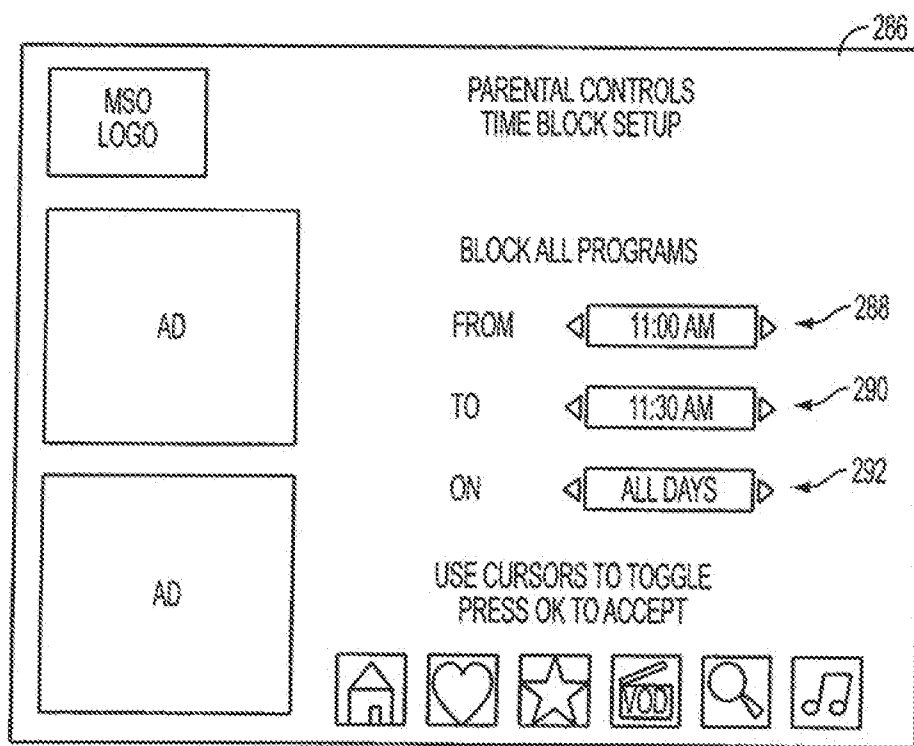 286
MSO
LOGO
PARENTAL CONTROLS
TIME BLOCK SETUP
AD
BLOCK ALL PROGRAMS
FROM 11:00 AM 288
TO 11:30 AM 290
ON ALL DAYS 292
AD
USE CURSORS TO TOGGLE
PRESS OK TO ACCEPT
VOD